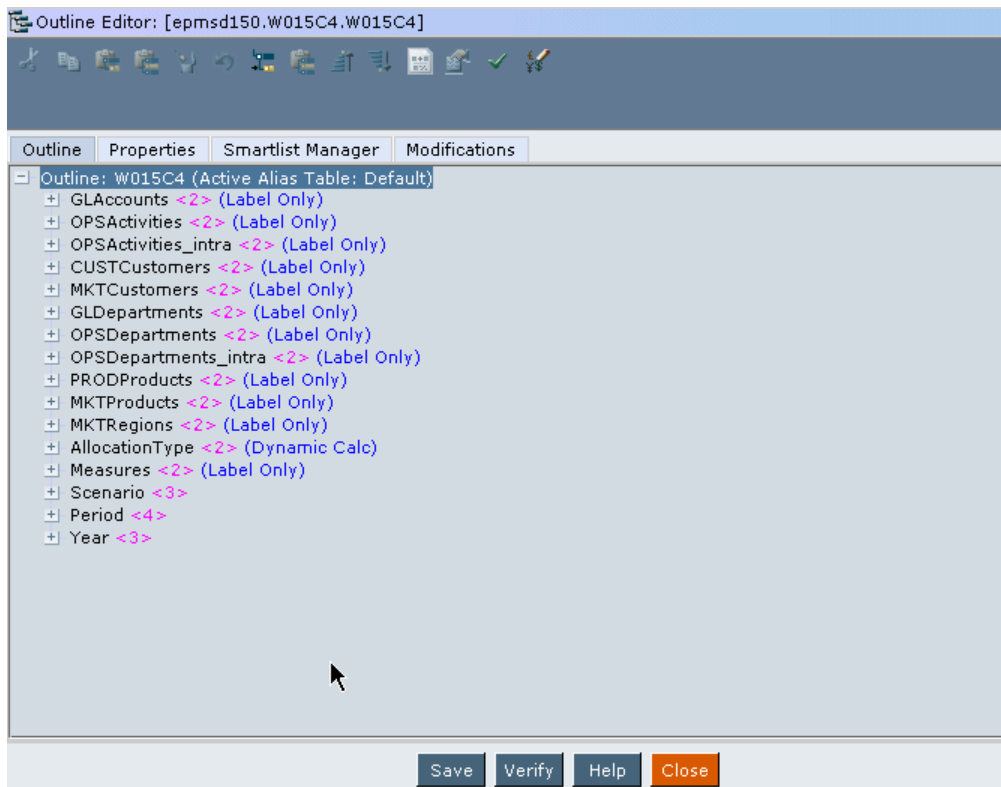 Outline Editor: [epmsd150.W015C4.W015C4]
Outline Properties Smartlist Manager Modifications
Outline: W015C4 (Active Alias Table: Default)
GLAccounts <2> (Label Only)
OPSActivities <2> (Label Only)
OPSActivities_intra <2> (Label Only)
CUSTCustomers <2> (Label Only)
MKTCustomers <2> (Label Only)
GLDepartments <2> (Label Only)
OPSDepartments <2> (Label Only)
OPSDepartments_intra <2> (Label Only)
PRODProducts <2> (Label Only)
MKTProducts <2> (Label Only)
MKTRegions <2> (Label Only)
AllocationType <2> (Dynamic Calc)
Measures <2> (Label Only)
Scenario <3>
Period <4>
Year <3>
Save Verify Help Close